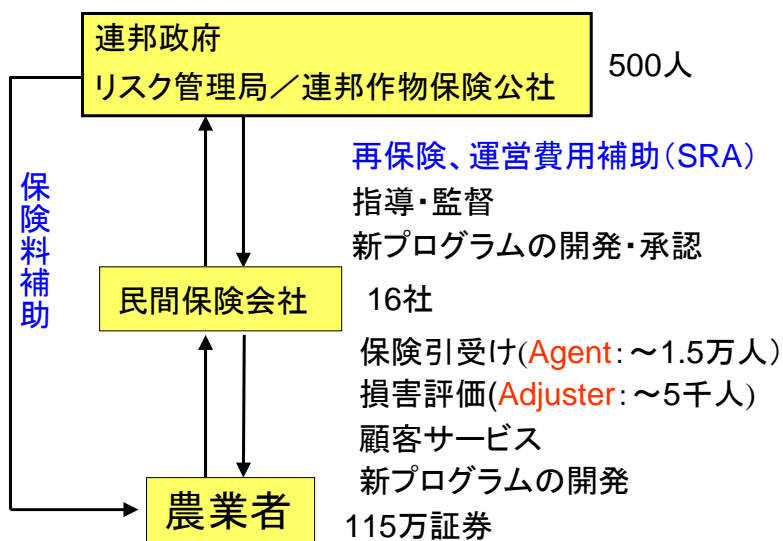 連邦政府
リスク管理局／連邦作物保険公社
500人
保険料補助
再保険、運営費用補助（SRA）
指導・監督
新プログラムの開発・承認
民間保険会社
16社
保険引受け(Agent：～1.5万人）
損害評価(Adjuster：～5千人)
顧客サービス
新プログラムの開発
農業者
115万証券